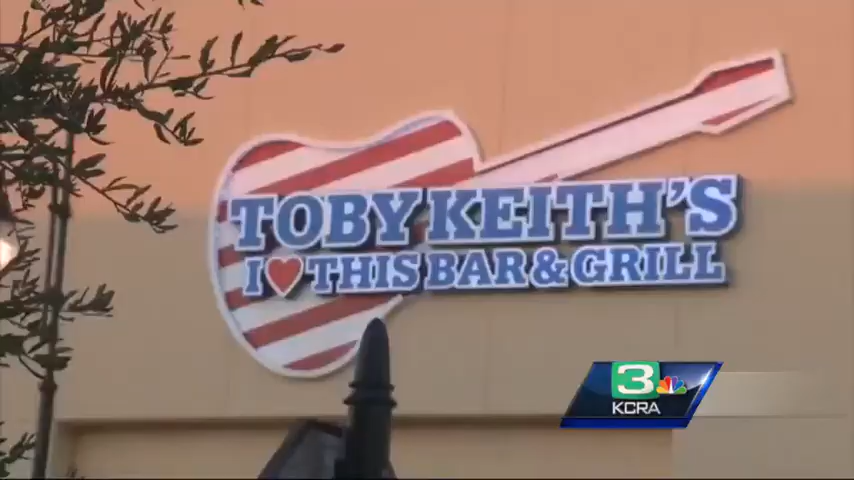 TOBY KEITH'S
I ❤ THIS BAR & GRILL
3
KCRA